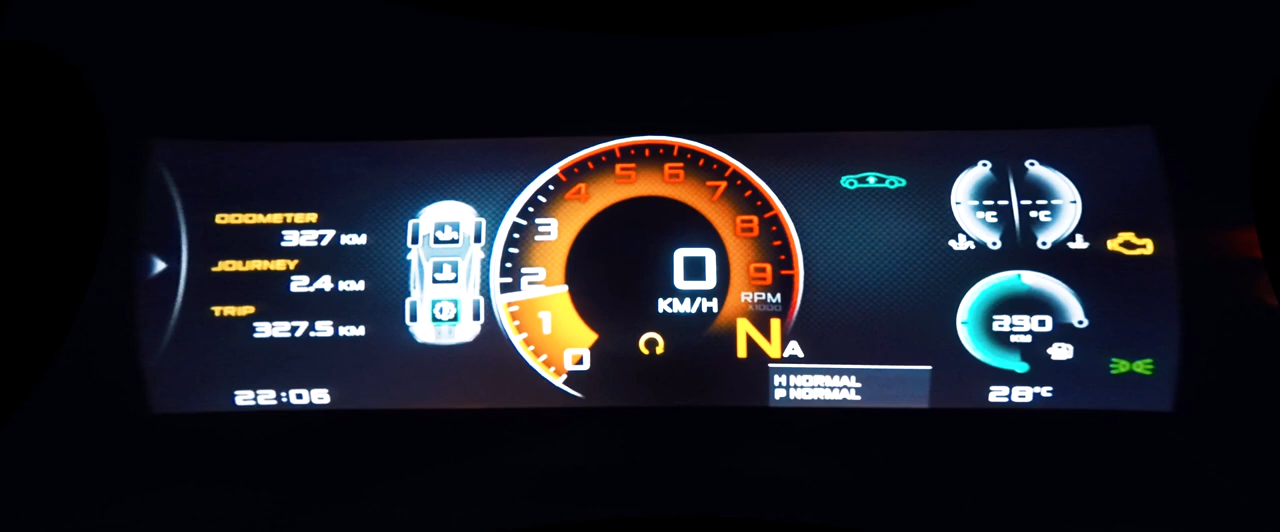 ODOMETER
327 KM
JOURNEY
2.4 KM
TRIP
327.5 KM
22:06
0
1
2
3
4
5
6
7
8
9
RPM
X1000
0
KM/H
N A
H NORMAL
P NORMAL
°C °C
290
KM
28°C